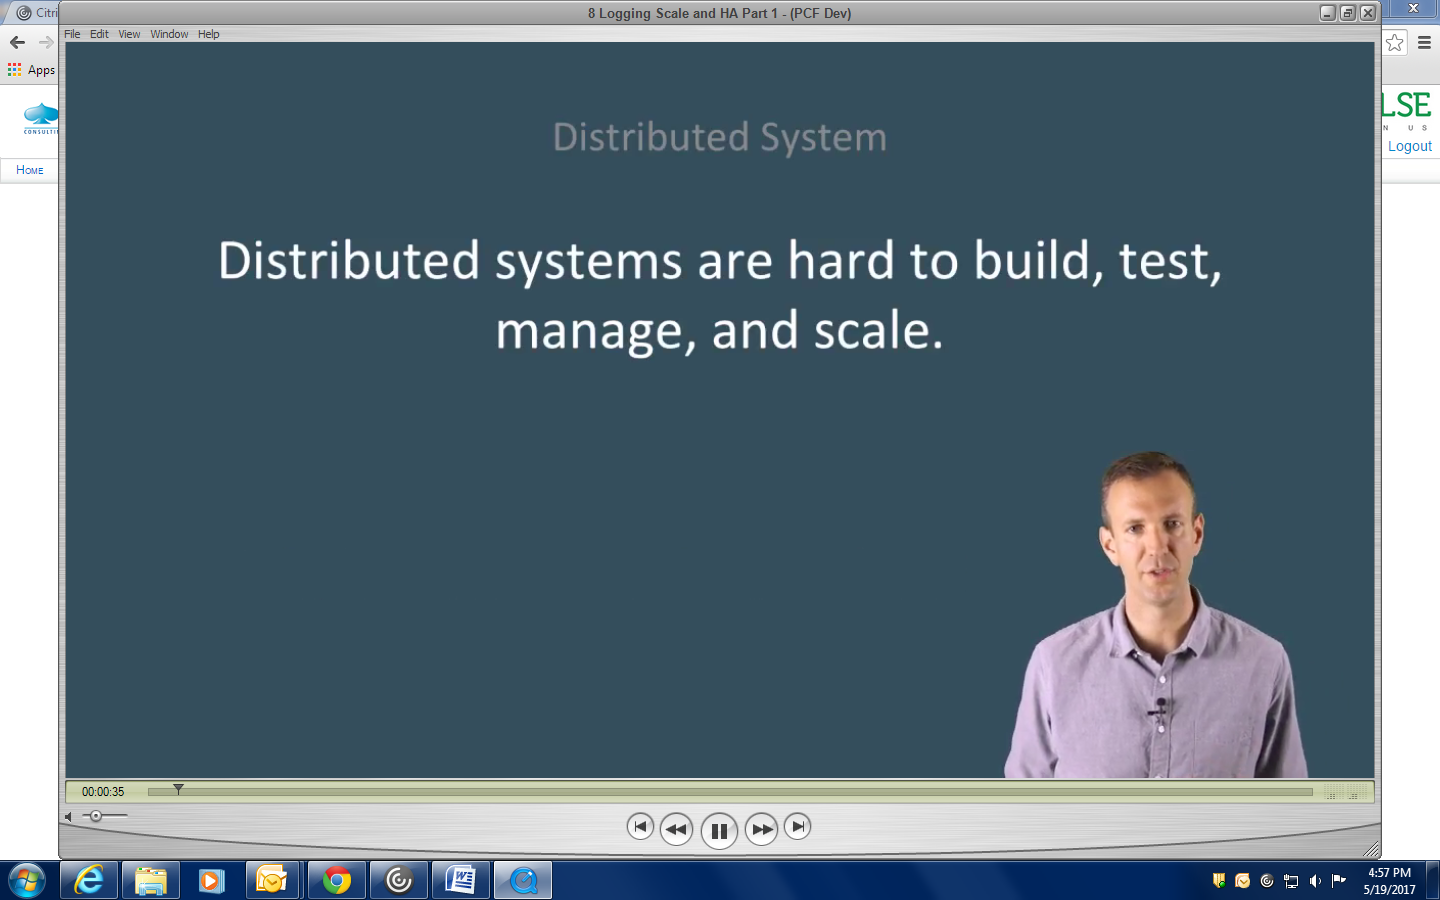 Citri
8 Logging Scale and HA Part 1 - (PCF Dev)
File Edit View Window Help
Apps
Distributed System
LSE
CONSULTI
N US
Logout
HOME
Distributed systems are hard to build, test,
manage, and scale.
00:00:35
4:57 PM
5/19/2017